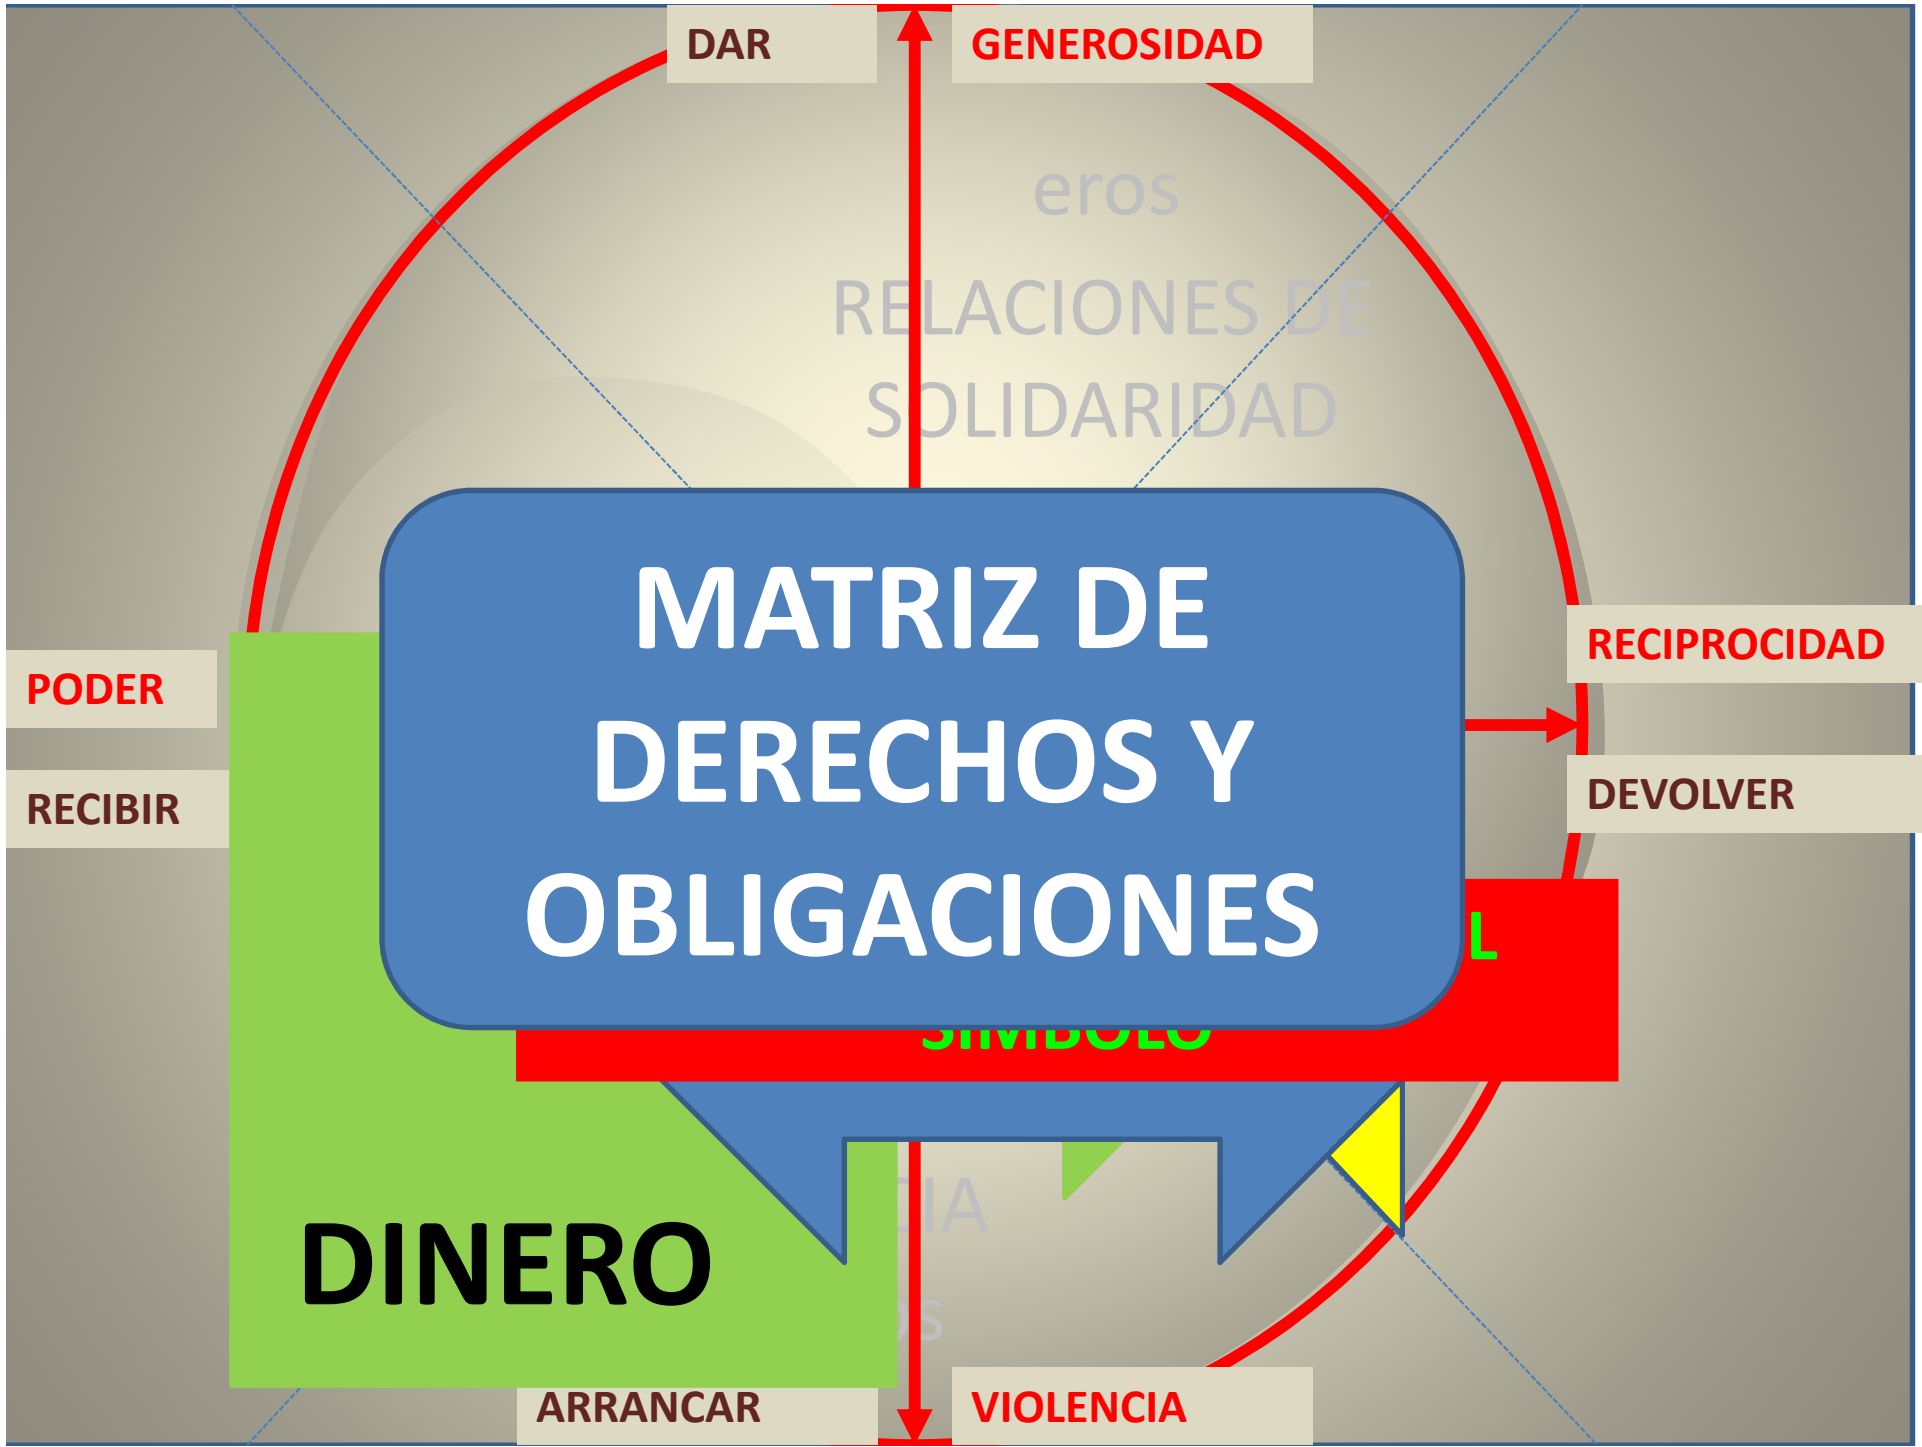 DAR
GENEROSIDAD
eros
RELACIONES DE
SOLIDARIDAD
MATRIZ DE
DERECHOS Y
OBLIGACIONES
PODER
RECIBIR
RECIPROCIDAD
DEVOLVER
DINERO
ARRANCAR
VIOLENCIA